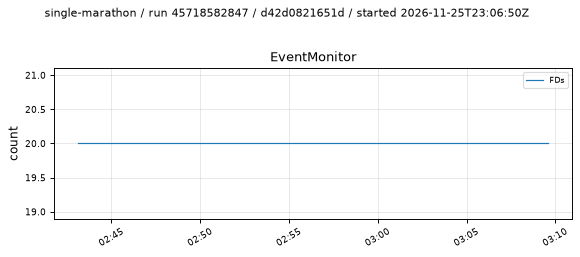 single-marathon / run 45718582847 / d42d0821651d / started 2026-11-25T23:06:50Z
EventMonitor
FDs
count
21.0
20.5
20.0
19.5
19.0
02:45
02:50
02:55
03:00
03:05
03:10